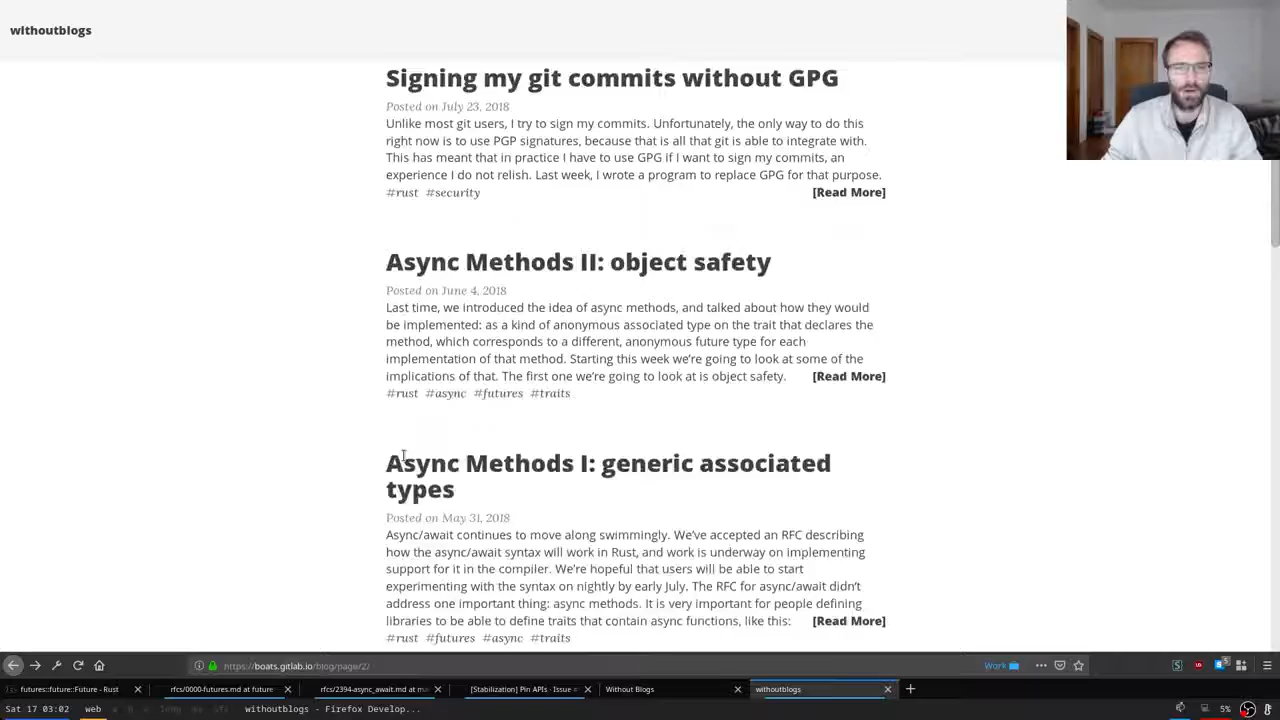 withoutblogs
Signing my git commits without GPG
Posted on July 23, 2018
Unlike most git users, I try to sign my commits. Unfortunately, the only way to do this
right now is to use PGP signatures, because that is all that git is able to integrate with.
This has meant that in practice I have to use GPG if I want to sign my commits, an
experience I do not relish. Last week, I wrote a program to replace GPG for that purpose.
#rust #security [Read More]
Async Methods II: object safety
Posted on June 4, 2018
Last time, we introduced the idea of async methods, and talked about how they would
be implemented: as a kind of anonymous associated type on the trait that declares the
method, which corresponds to a different, anonymous future type for each
implementation of that method. Starting this week we're going to look at some of the
implications of that. The first one we're going to look at is object safety. [Read More]
#rust #async #futures #traits
Async Methods I: generic associated
types
Posted on May 31, 2018
Async/await continues to move along swimmingly. We've accepted an RFC describing
how the async/await syntax will work in Rust, and work is underway on implementing
support for it in the compiler. We're hopeful that users will be able to start
experimenting with the syntax on nightly by early July. The RFC for async/await didn't
address one important thing: async methods. It is very important for people defining
libraries to be able to define traits that contain async functions, like this: [Read More]
#rust #futures #async #traits
https://boats.gitlab.io/blog/page/2/ Work
futures::future::Future - Rust rfcs/0000-futures.md at future rfcs/2394-async_await.md at ma [Stabilization] Pin APIs · Issue Without Blogs withoutblogs
Sat 17 03:02 web withoutblogs - Firefox Develop... 5%